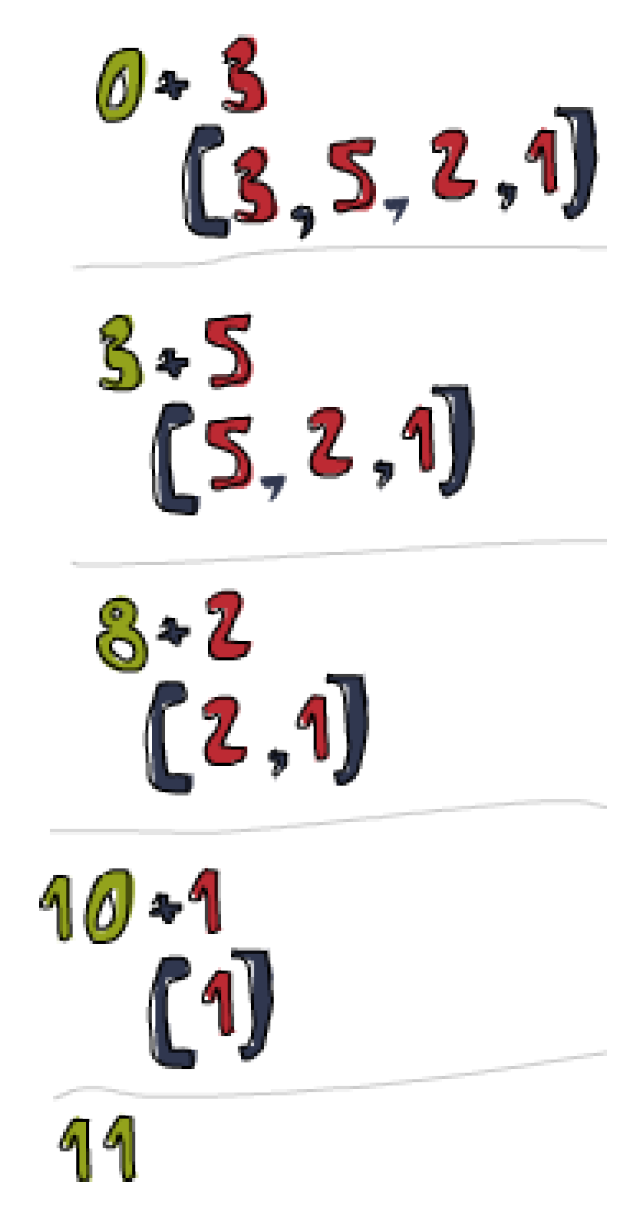 0 + 3
[3, 5, 2, 1]
3 + 5
[5, 2, 1]
8 + 2
[2, 1]
10 + 1
[1]
11